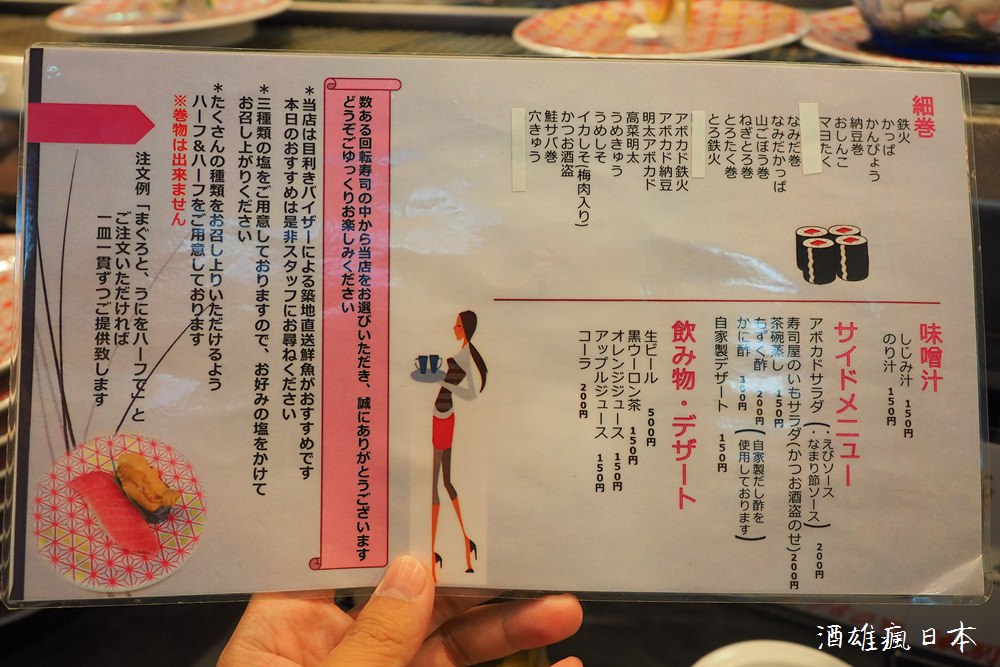 細巻
鉄火
かっぱ
かんぴょう
納豆巻
おしんこ
マヨたく
なみだ巻
なみだかっぱ
山ごぼう巻
ねぎとろ巻
とろたく巻
とろ鉄火
アボカド鉄火
アボカド納豆
明太アボカド
高菜明太
うめきゅう
うめしそ
イカしそ(梅肉入り)
かつお酒盗
鮭サバ巻
穴きゅう
味噌汁
しじみ汁 150円
のり汁 150円
サイドメニュー
アボカドサラダ(・えびソース ・なまり節ソース) 200円
寿司屋のいもサラダ(かつお酒盗のせ) 200円
茶碗蒸し 150円
もずく酢 200円
かに酢 300円
(自家製だし酢を使用しております)
自家製デザート 150円
飲み物・デザート
生ビール 500円
黒ウーロン茶 150円
オレンジジュース 150円
アップルジュース 150円
コーラ 200円
数ある回転寿司の中から当店をお選びいただき、誠にありがとうございます
どうぞごゆっくりお楽しみください
*当店は目利きバイザーによる築地直送鮮魚がおすすめです
本日のおすすめは是非スタッフにお尋ねください
*三種類の塩をご用意しておりますので、お好みの塩をかけて
お召し上がりください
*たくさんの種類をお召し上りいただけるよう
ハーフ&ハーフをご用意しております
※巻物は出来ません
注文例「まぐろと、うにをハーフで」と
ご注文いただければ
一皿一貫ずつご提供致します
酒雄瘋日本